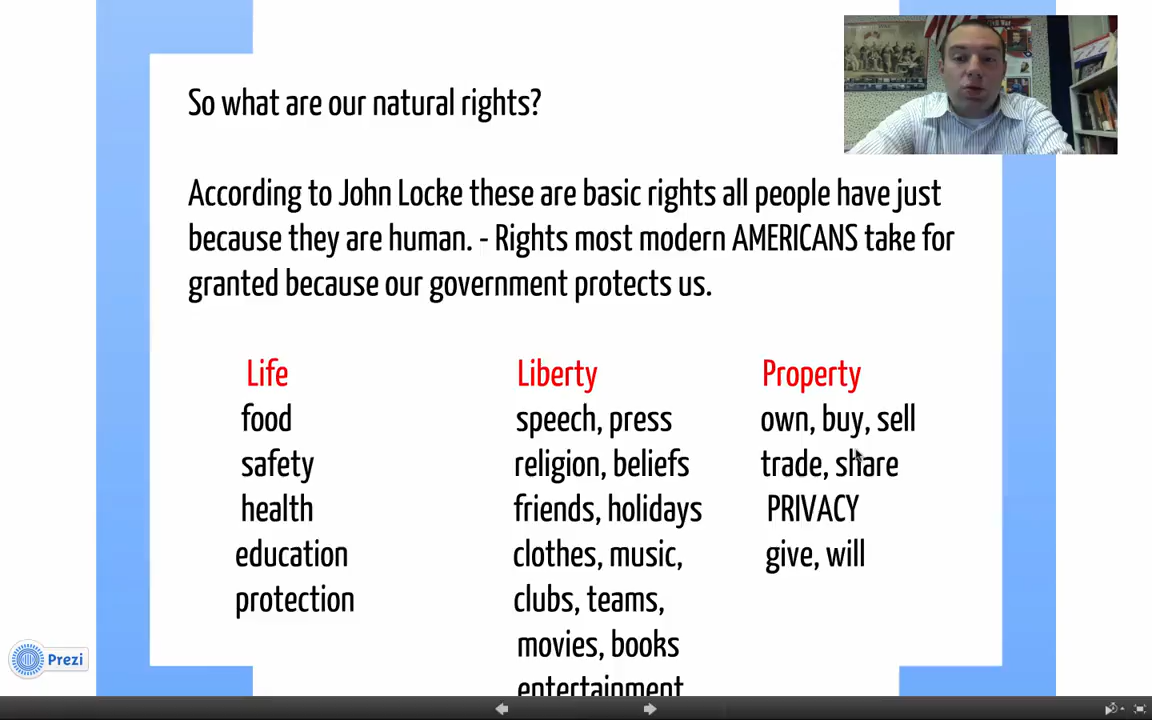 So what are our natural rights?
According to John Locke these are basic rights all people have just
because they are human. - Rights most modern AMERICANS take for
granted because our government protects us.
Life
food
safety
health
education
protection
Liberty
speech, press
religion, beliefs
friends, holidays
clothes, music,
clubs, teams,
movies, books
entertainment
Property
own, buy, sell
trade, share
PRIVACY
give, will
Civil War
Prezi